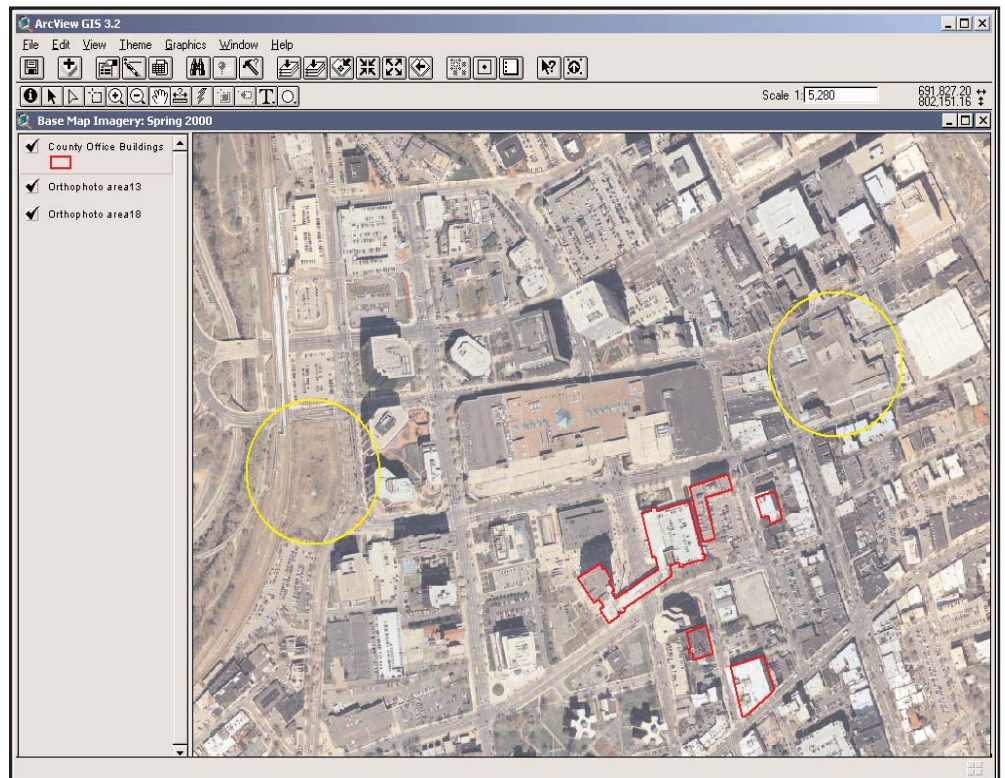 ArcView GIS 3.2
File Edit View Theme Graphics Window Help
Scale 1: 5,280
691,827.20
802,151.16
Base Map Imagery: Spring 2000
County Office Buildings
Orthophoto area13
Orthophoto area18